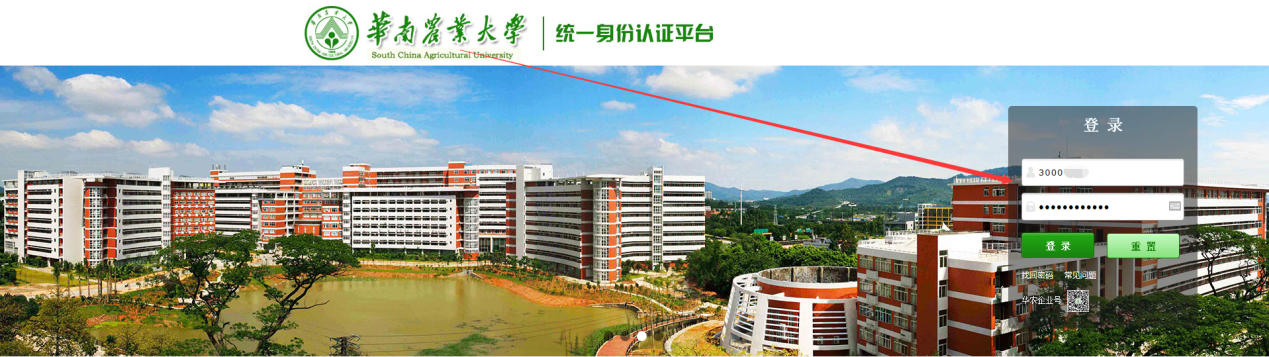 華南農業大學
South China Agricultural University
统一身份认证平台
登 录
3000
•••••••••••••
登 录
重 置
找回密码 常见问题
华农企业号